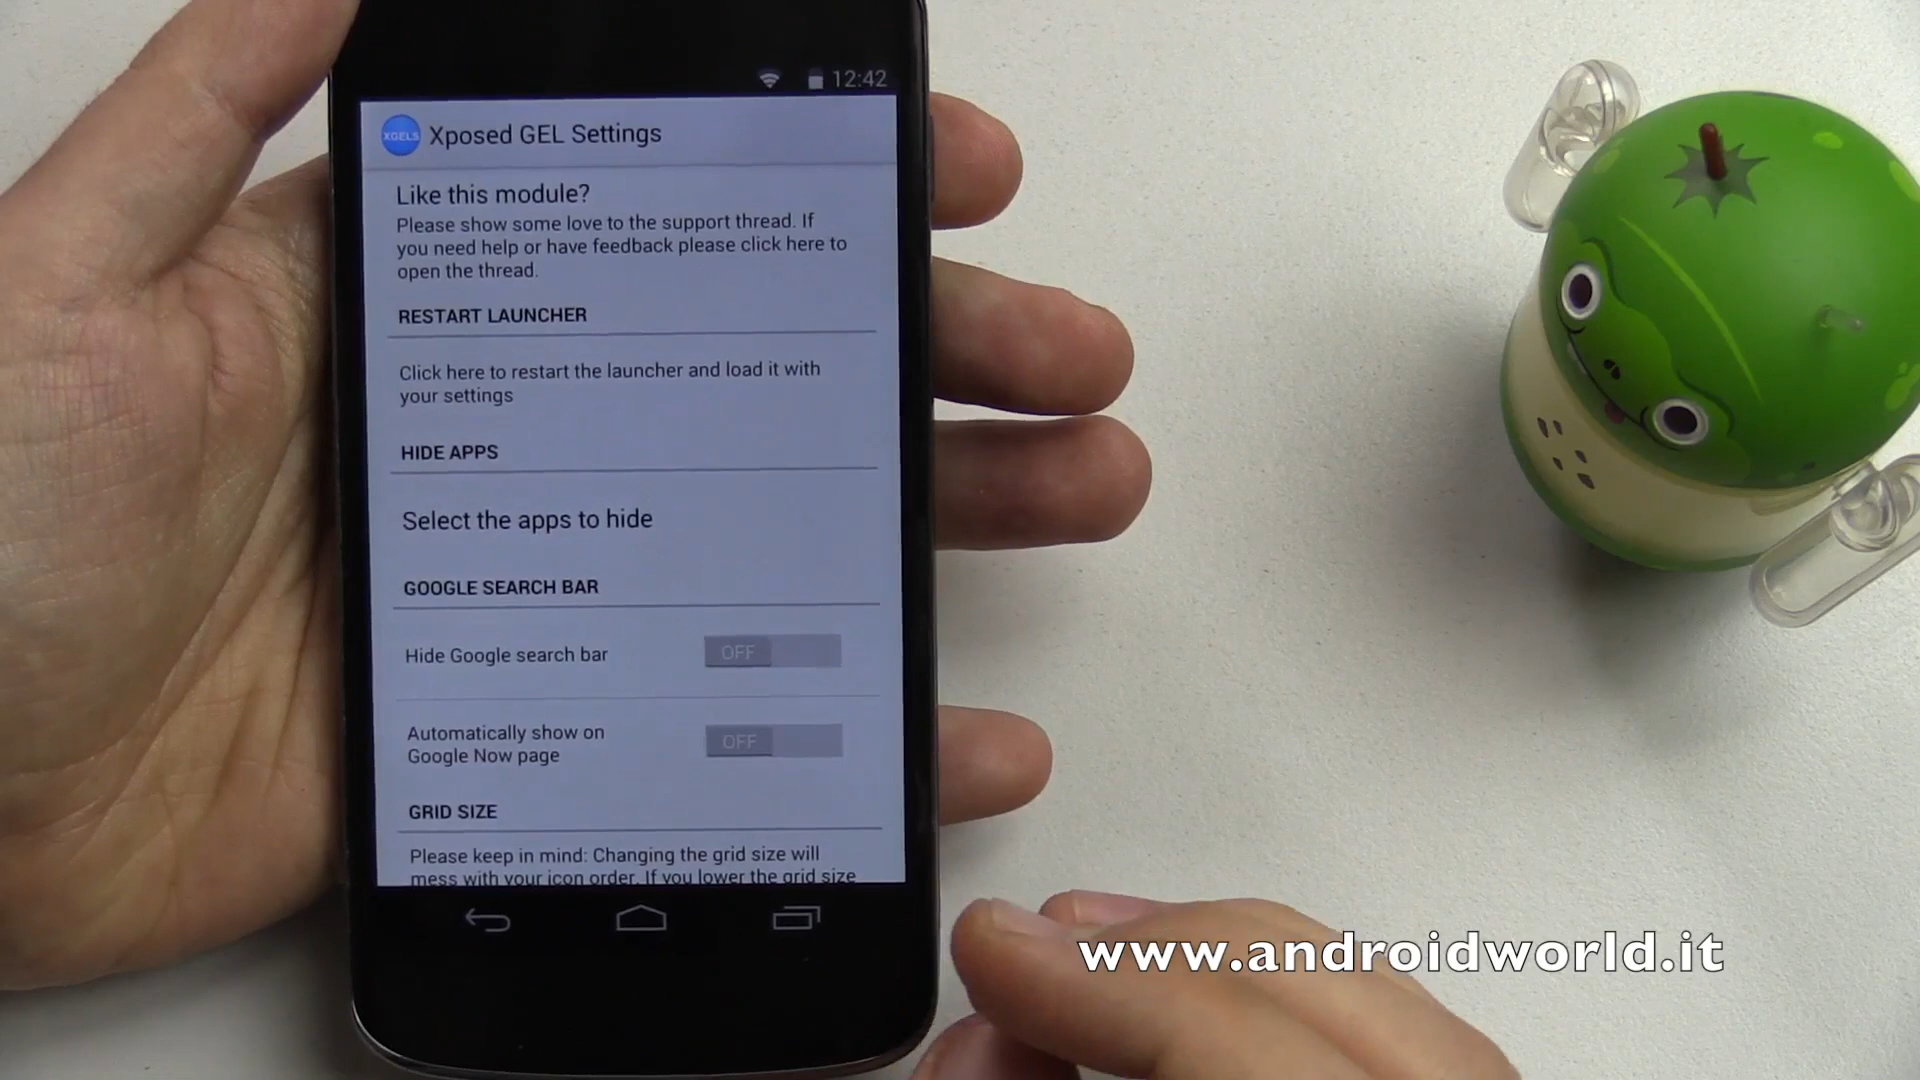 12:42
XGELS Xposed GEL Settings
Like this module?
Please show some love to the support thread. If
you need help or have feedback please click here to
open the thread.
RESTART LAUNCHER
Click here to restart the launcher and load it with
your settings
HIDE APPS
Select the apps to hide
GOOGLE SEARCH BAR
Hide Google search bar OFF
Automatically show on
Google Now page OFF
GRID SIZE
Please keep in mind: Changing the grid size will
mess with your icon order. If you lower the grid size
www.androidworld.it